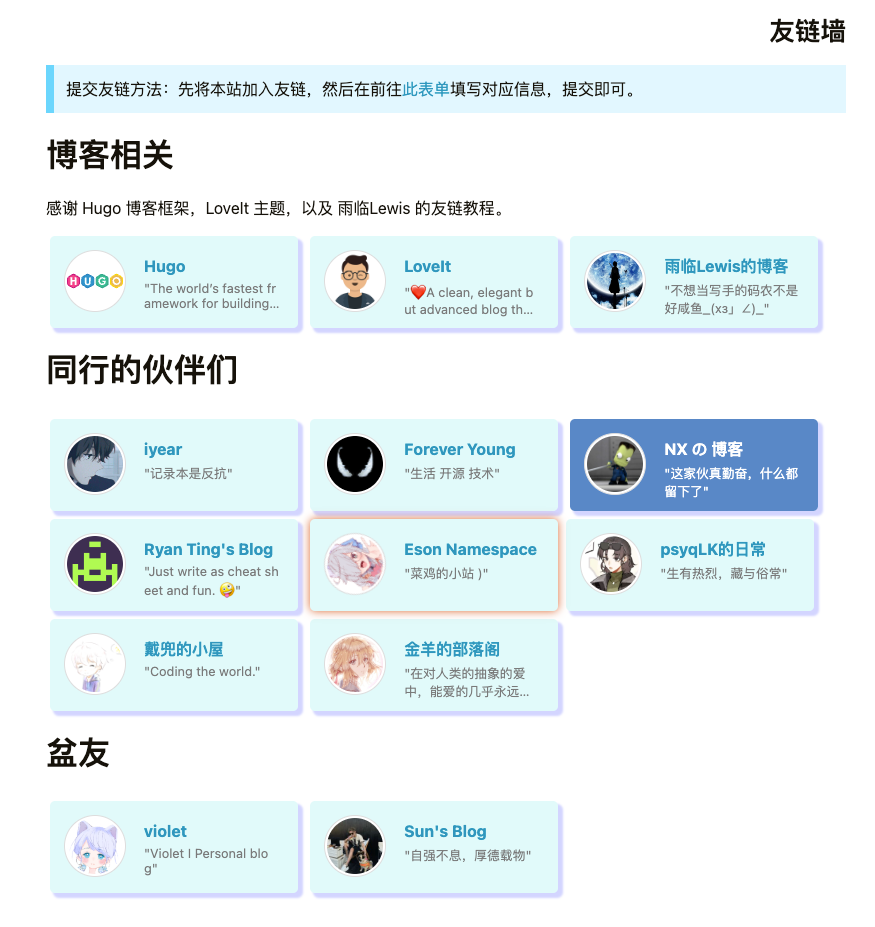 友链墙
提交友链方法：先将本站加入友链，然后在前往此表单填写对应信息，提交即可。
博客相关
感谢 Hugo 博客框架，LoveIt 主题，以及 雨临Lewis 的友链教程。
HUGO
Hugo
"The world’s fastest fr
amework for building...
LoveIt
"❤️A clean, elegant b
ut advanced blog th...
雨临Lewis的博客
"不想当写手的码农不是
好咸鱼_(xз」∠)_"
同行的伙伴们
iyear
"记录本是反抗"
Forever Young
"生活 开源 技术"
NX の 博客
"这家伙真勤奋，什么都
留下了"
Ryan Ting's Blog
"Just write as cheat sh
eet and fun. 🤪"
Eson Namespace
"菜鸡的小站 )"
psyqLK的日常
"生有热烈，藏与俗常"
戴兜的小屋
"Coding the world."
金羊的部落阁
"在对人类的抽象的爱
中，能爱的几乎永远...
盆友
violet
"Violet l Personal blo
g"
Sun's Blog
"自强不息，厚德载物"